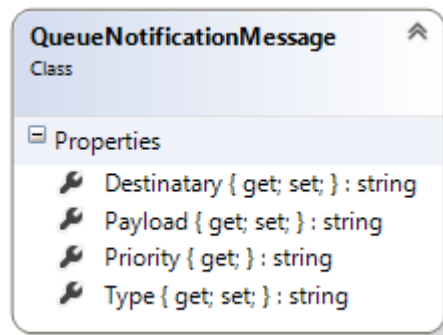 QueueNotificationMessage
Class
Properties
Destinatary { get; set; } : string
Payload { get; set; } : string
Priority { get; } : string
Type { get; set; } : string